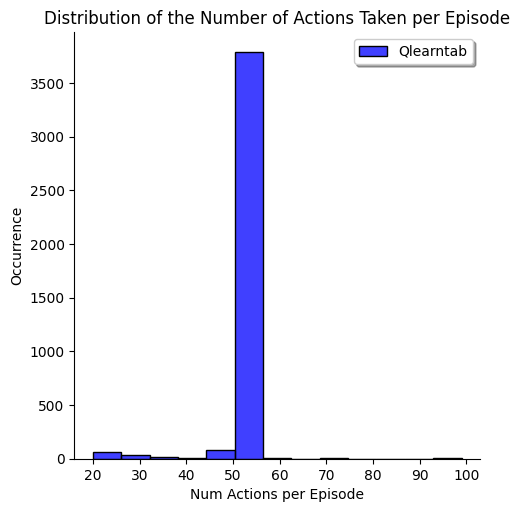 Distribution of the Number of Actions Taken per Episode
Qlearntab
3500
3000
2500
2000
1500
1000
500
0
Occurrence
20 30 40 50 60 70 80 90 100
Num Actions per Episode